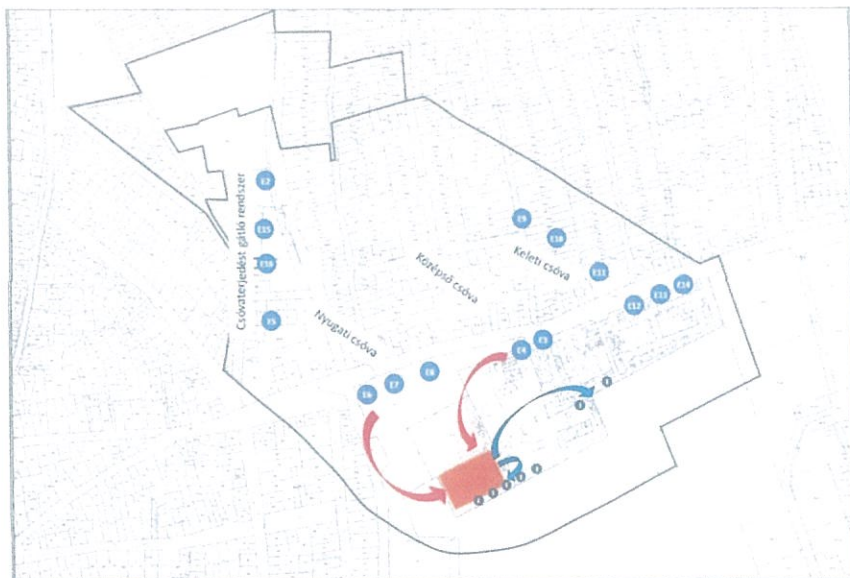 Csóvaterjedést gátló rendszer
E2
E15
E16
E5
Nyugati csóva
Középső csóva
Keleti csóva
E9
E10
E11
E12
E13
E14
E6
E7
E8
E4
E3